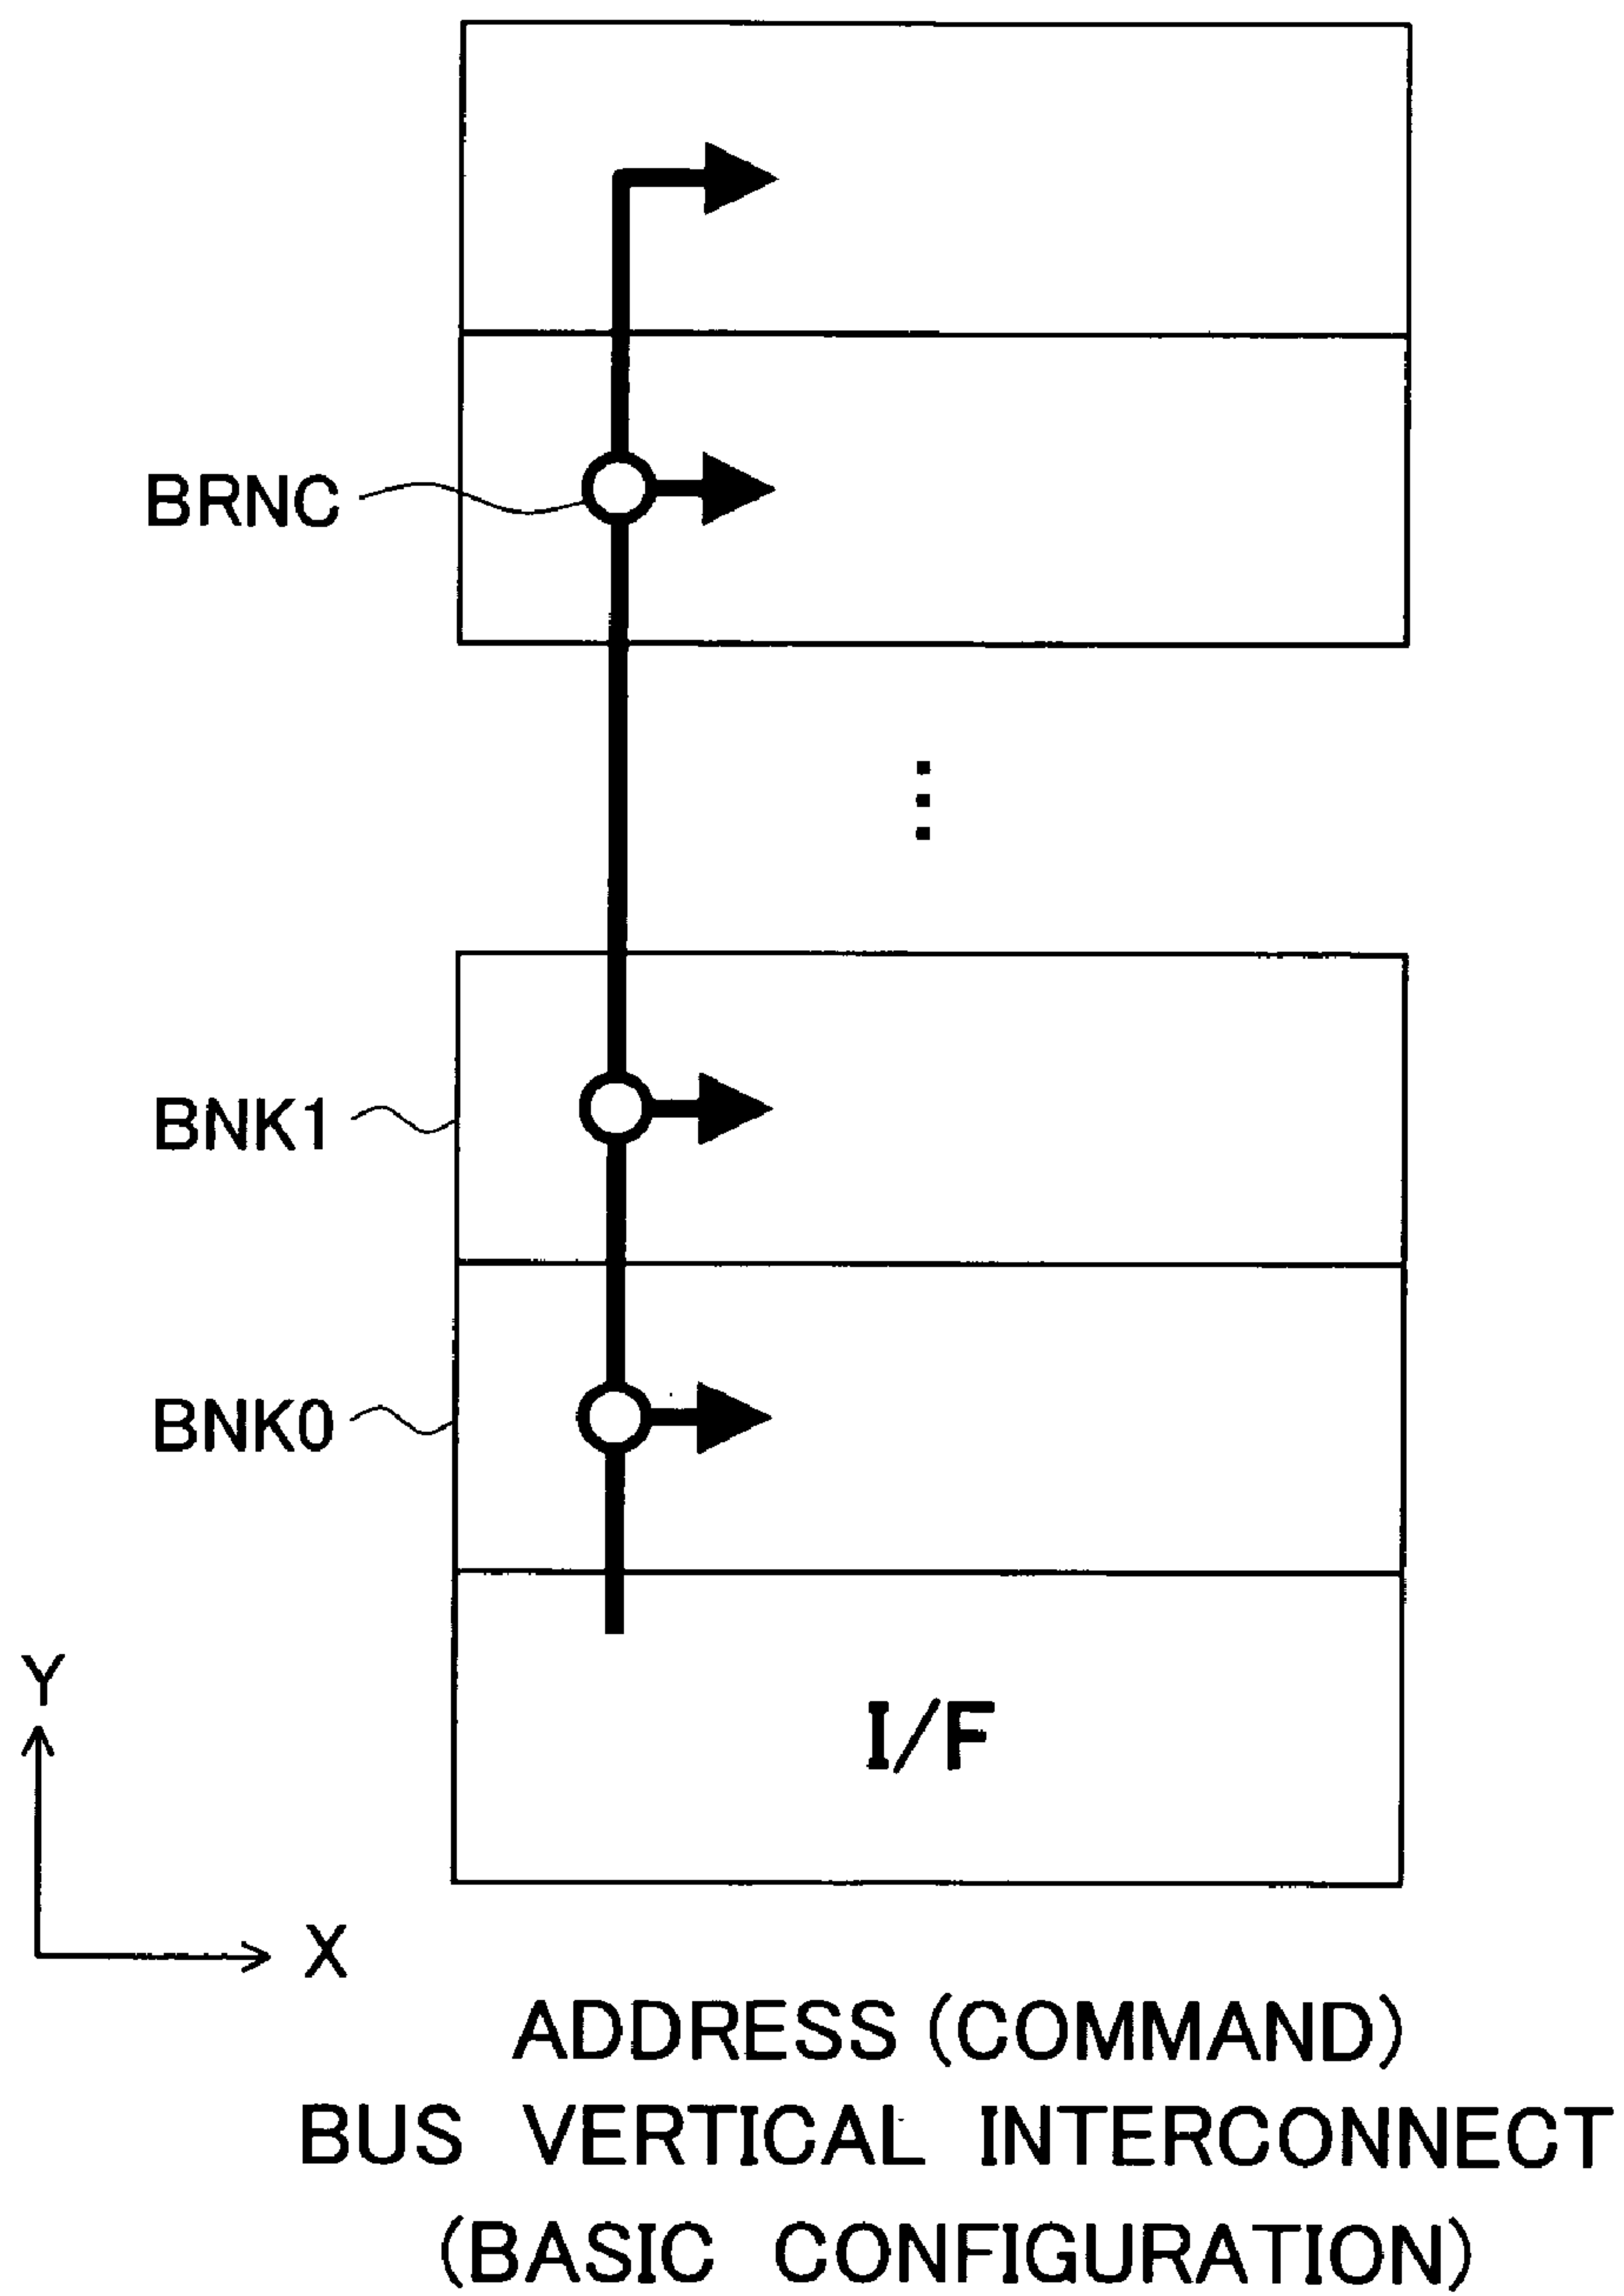 BRNC
BNK1
BNK0
I/F
Y
X
ADDRESS (COMMAND)
BUS VERTICAL INTERCONNECT
(BASIC CONFIGURATION)